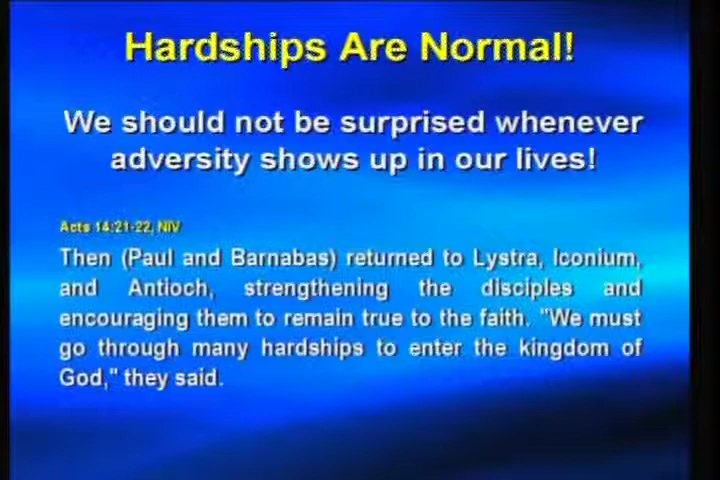 Hardships Are Normal!
We should not be surprised whenever
adversity shows up in our lives!
Acts 14:21-22, NIV
Then (Paul and Barnabas) returned to Lystra, Iconium,
and Antioch, strengthening the disciples and
encouraging them to remain true to the faith. "We must
go through many hardships to enter the kingdom of
God," they said.